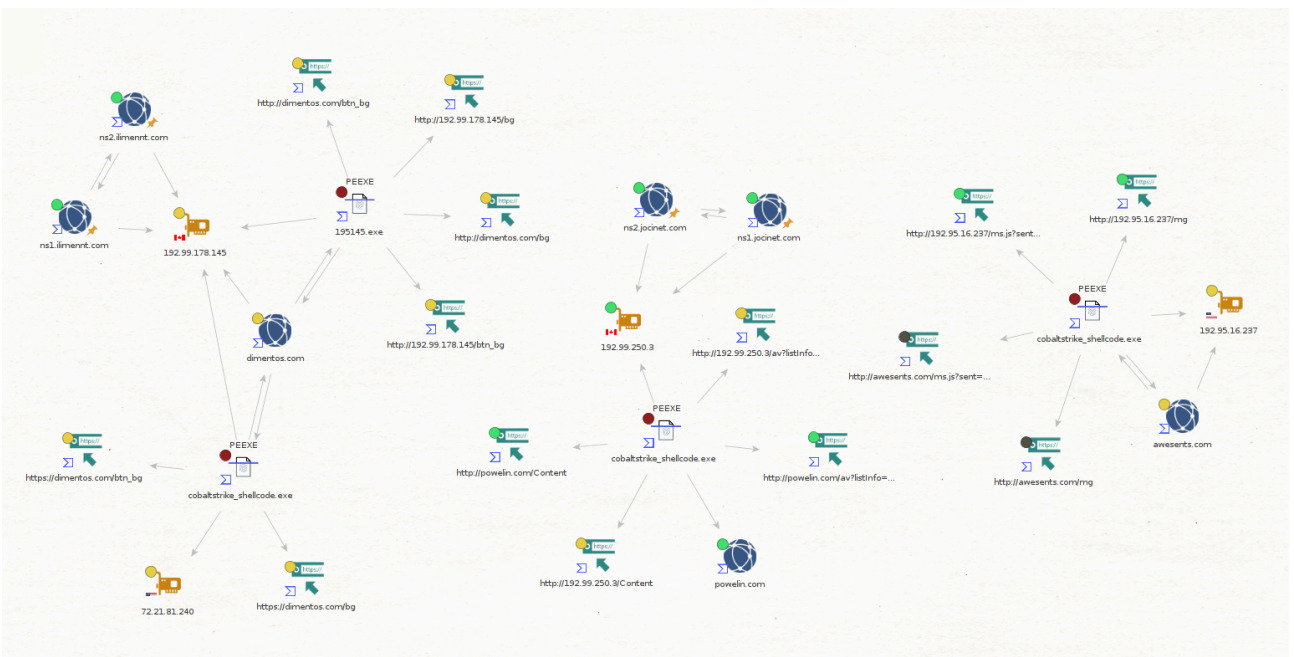 https://
http://dimentos.com/btn_bg
https://
http://192.99.178.145/bg
ns2.ilimennt.com
PEEXE
195145.exe
ns1.ilimennt.com
192.99.178.145
https://
http://dimentos.com/bg
ns2.jocinet.com
ns1.jocinet.com
https://
http://192.95.16.237/ms.js?sent...
https://
http://192.95.16.237/mg
dimentos.com
https://
http://192.99.178.145/btn_bg
192.99.250.3
https://
http://192.99.250.3/av?listInfo...
PEEXE
cobaltstrike_shellcode.exe
192.95.16.237
https://
http://awesents.com/ms.js?sent=...
https://
https://dimentos.com/btn_bg
PEEXE
cobaltstrike_shellcode.exe
https://
http://powelin.com/Content
PEEXE
cobaltstrike_shellcode.exe
https://
http://powelin.com/av?listInfo=...
awesents.com
https://
http://awesents.com/mg
72.21.81.240
https://
https://dimentos.com/bg
https://
http://192.99.250.3/Content
powelin.com